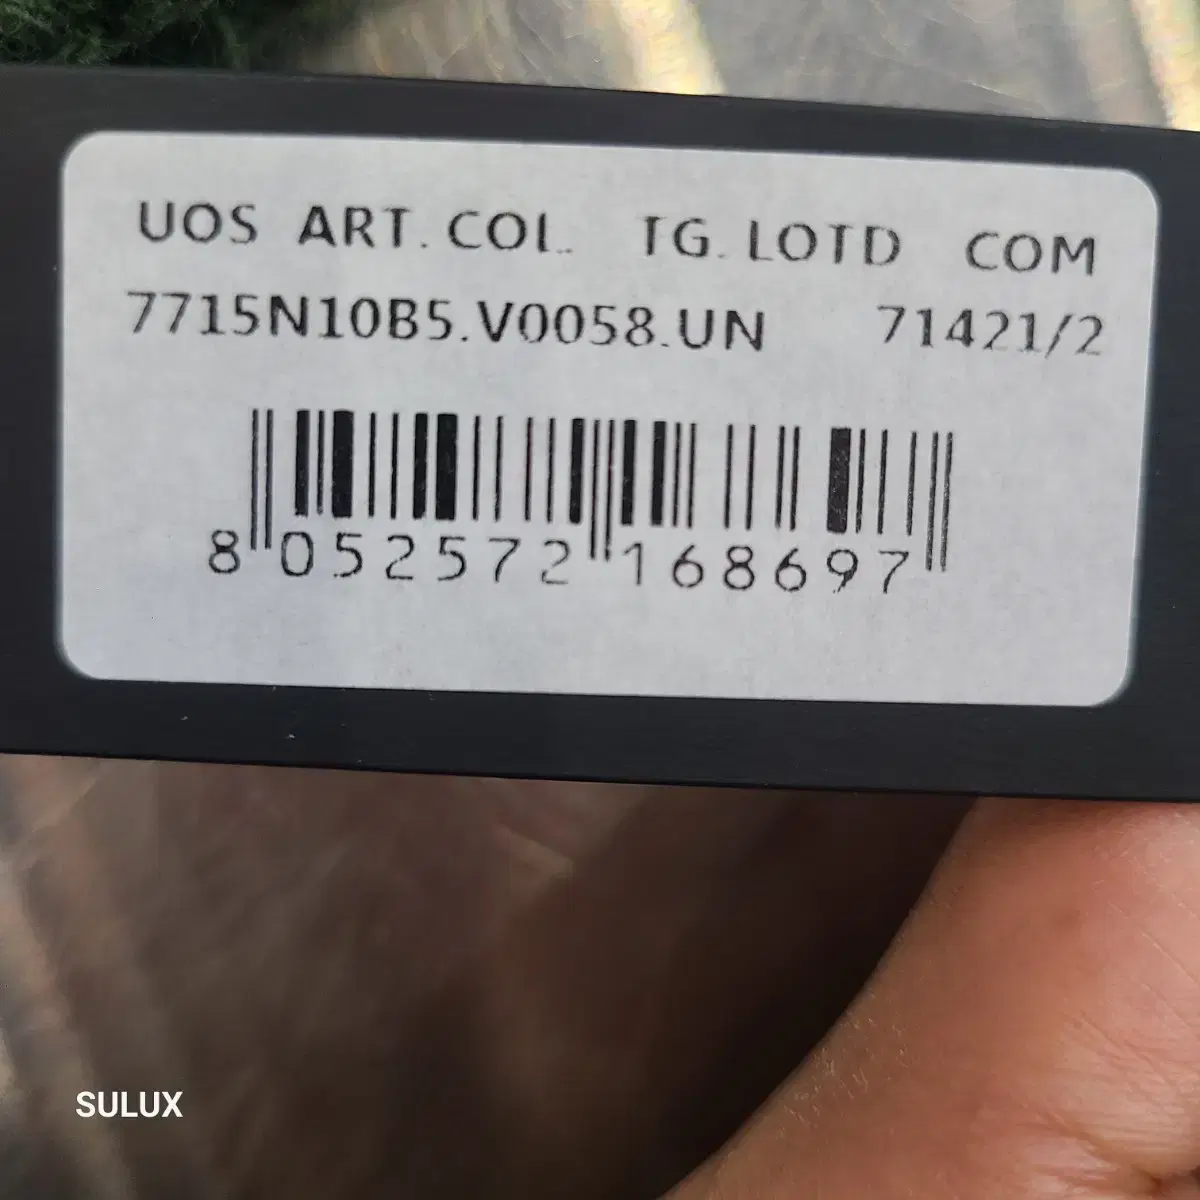 UOS ART. COL. TG. LOTD COM
7715N10B5.V0058.UN 71421/2
8 052572 168697
SULUX